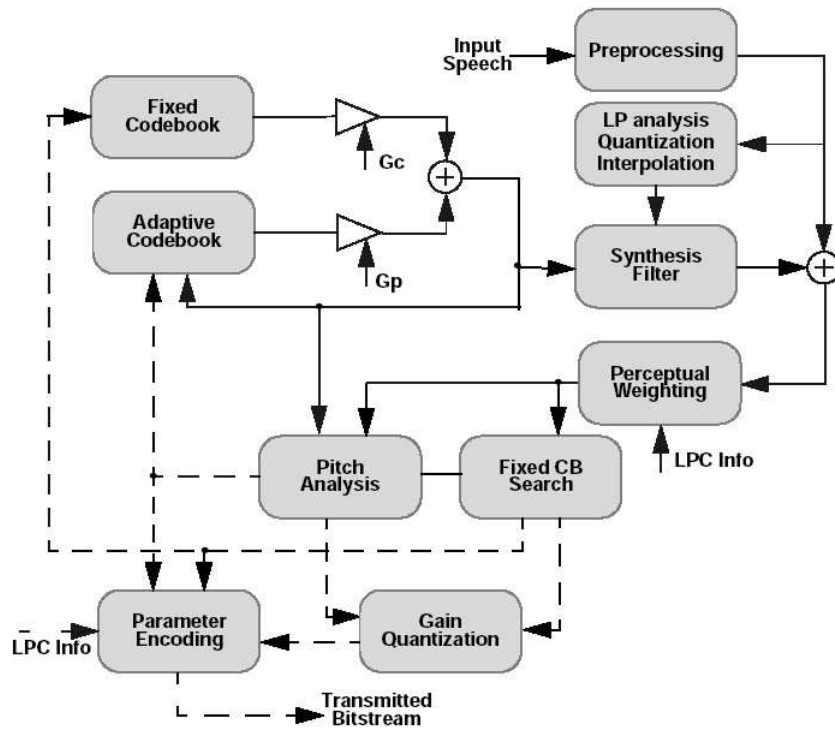 Input
Speech
Preprocessing
Fixed
Codebook
Gc
LP analysis
Quantization
Interpolation
Adaptive
Codebook
Gp
Synthesis
Filter
Perceptual
Weighting
LPC Info
Pitch
Analysis
Fixed CB
Search
LPC Info
Parameter
Encoding
Gain
Quantization
Transmitted
Bitstream